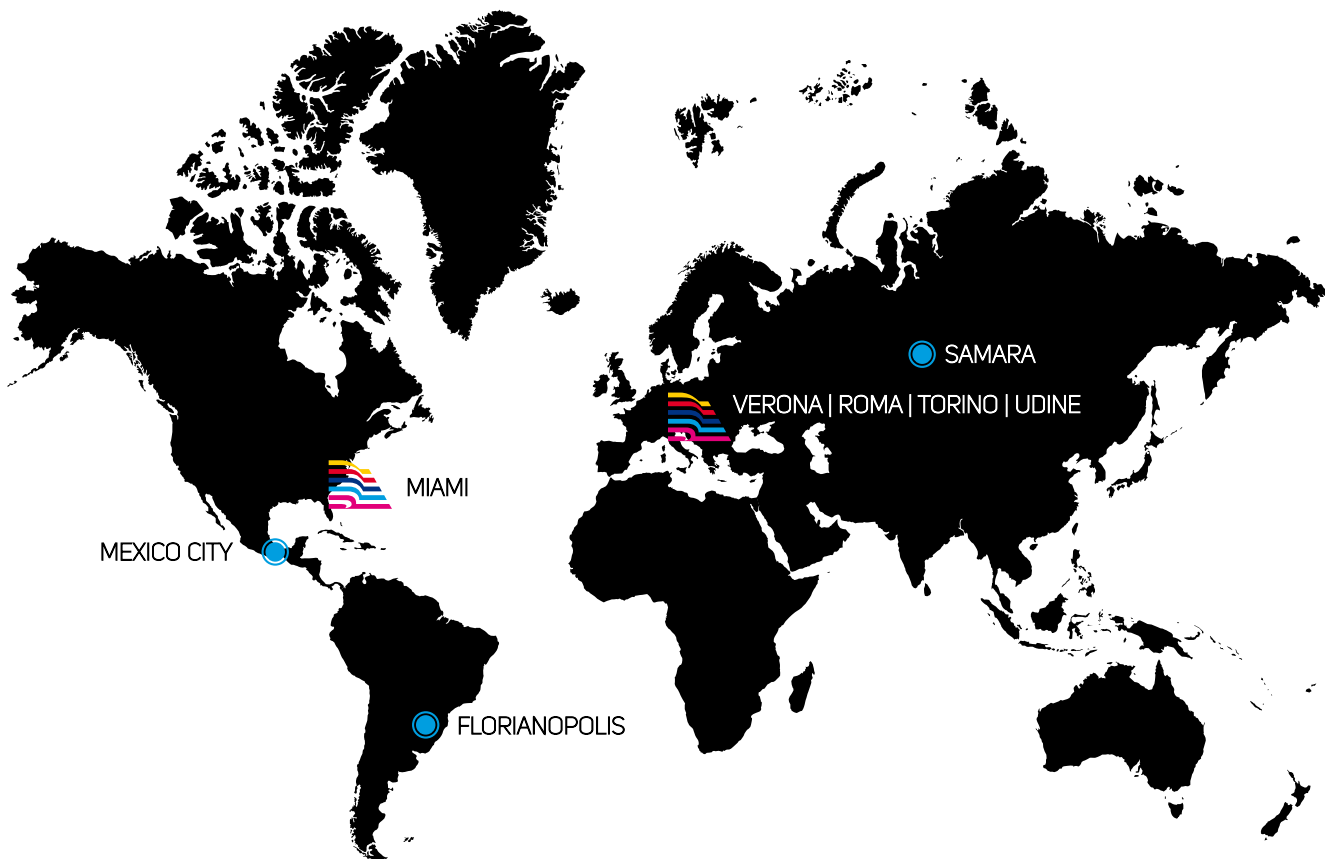 SAMARA
VERONA | ROMA | TORINO | UDINE
MIAMI
MEXICO CITY
FLORIANOPOLIS